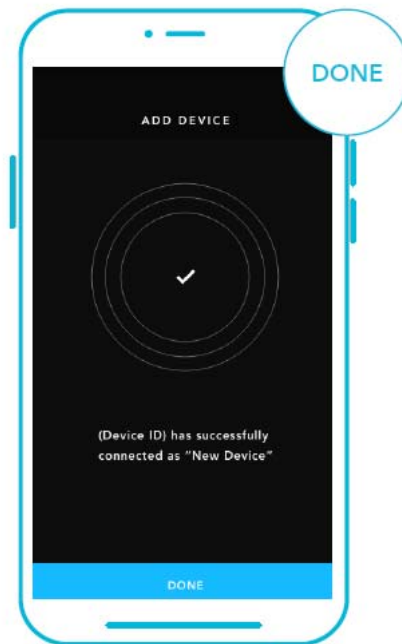 DONE
ADD DEVICE
(Device ID) has successfully
connected as "New Device"
DONE